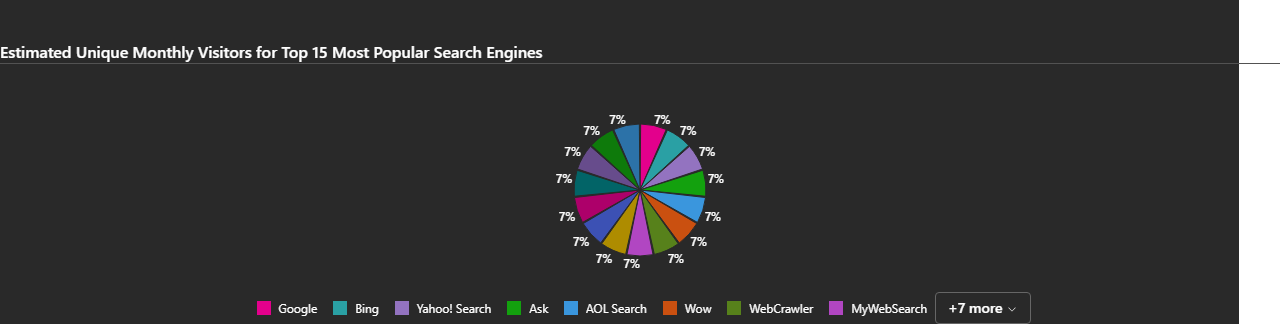 Estimated Unique Monthly Visitors for Top 15 Most Popular Search Engines
7% 7%
7% 7%
7% 7%
7% 7%
7% 7%
7% 7%
7% 7% 7%
Google Bing Yahoo! Search Ask AOL Search Wow WebCrawler MyWebSearch +7 more